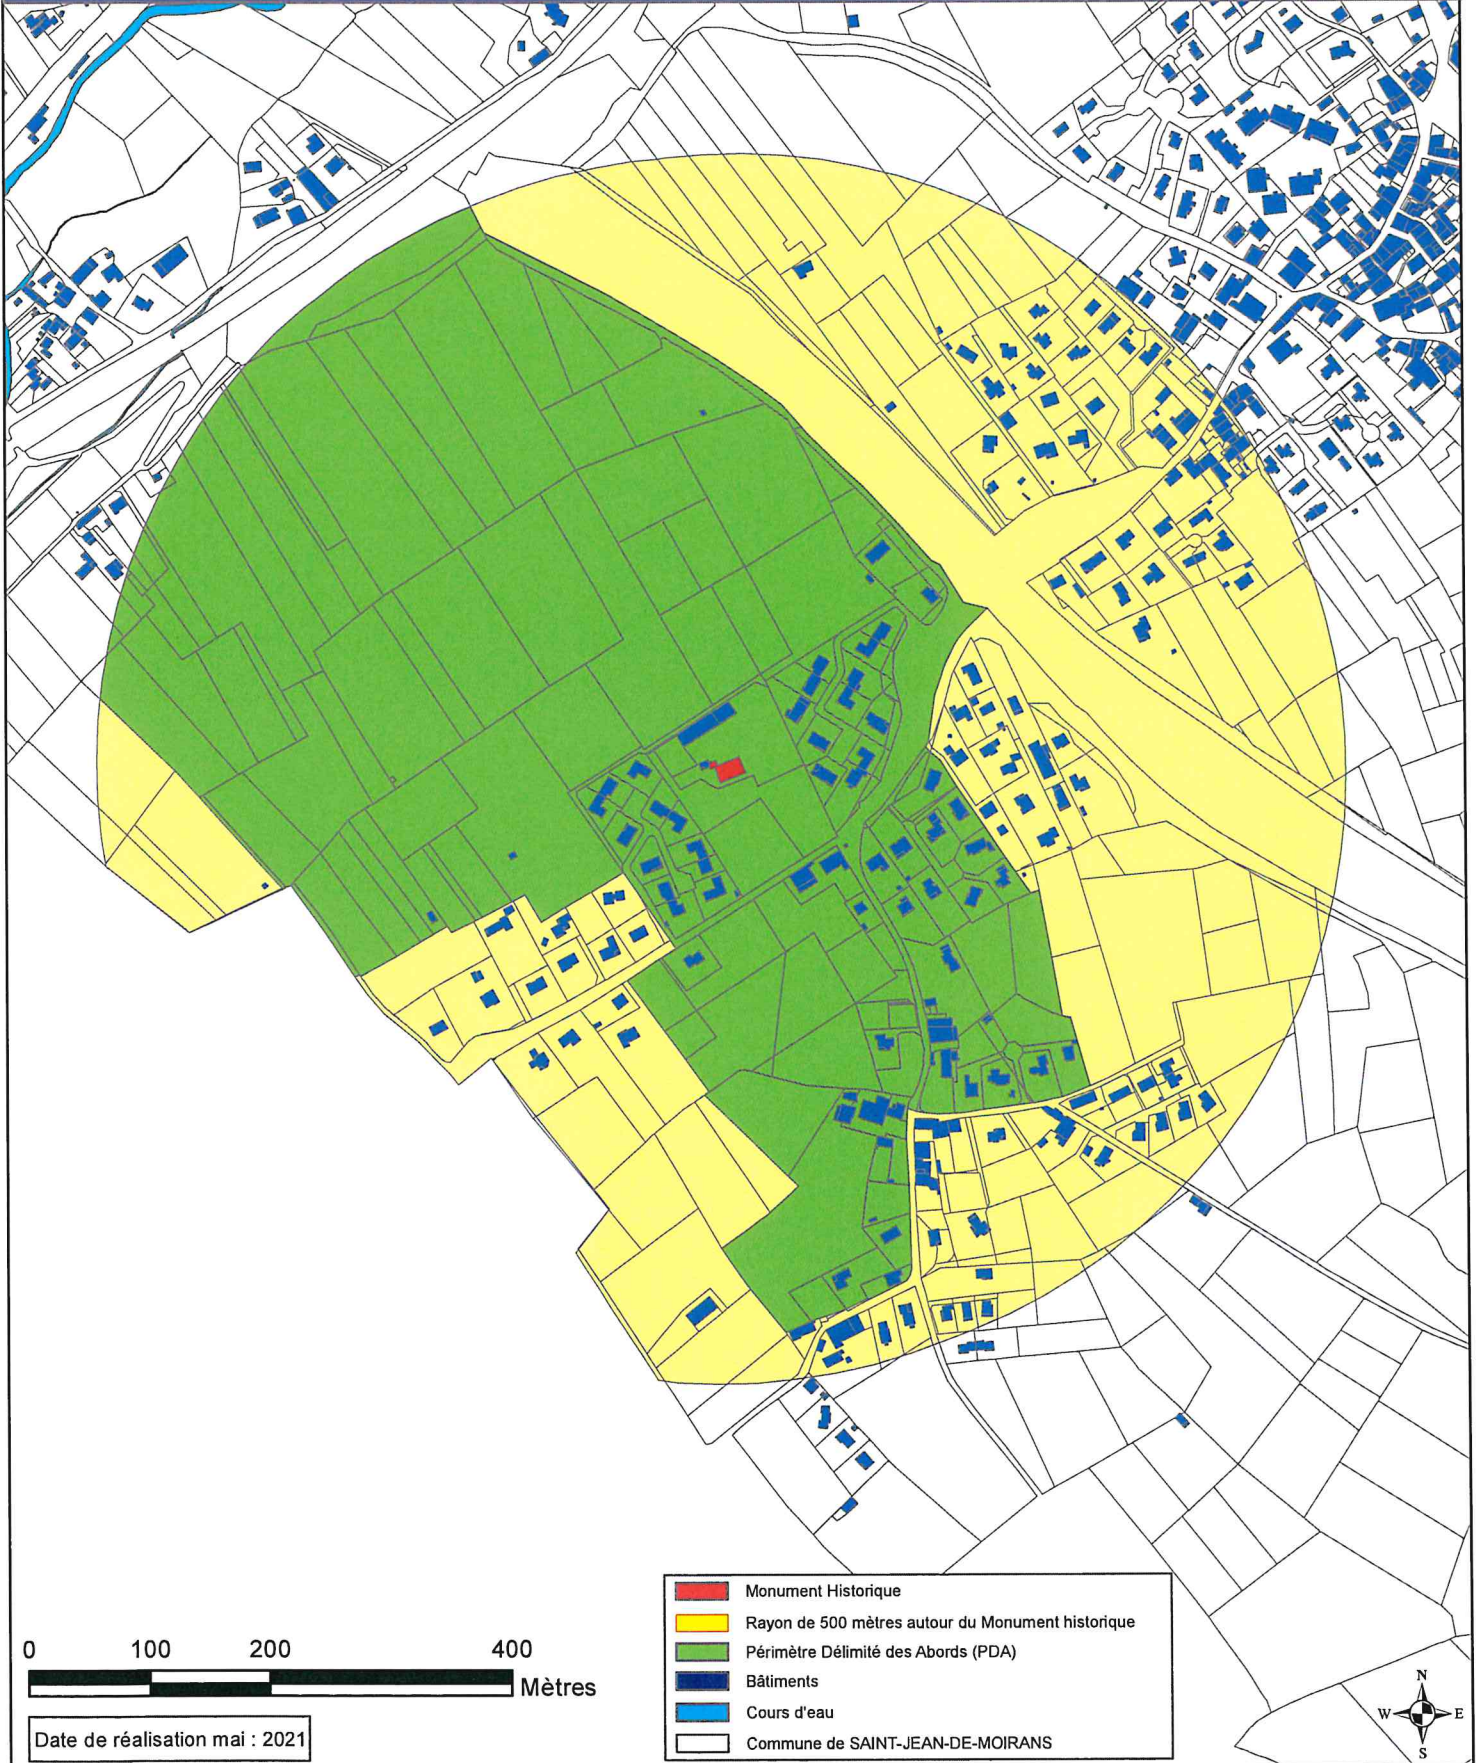 0 100 200 400
Mètres
Date de réalisation mai : 2021
Monument Historique
Rayon de 500 mètres autour du Monument historique
Périmètre Délimité des Abords (PDA)
Bâtiments
Cours d'eau
Commune de SAINT-JEAN-DE-MOIRANS
N
W E
S